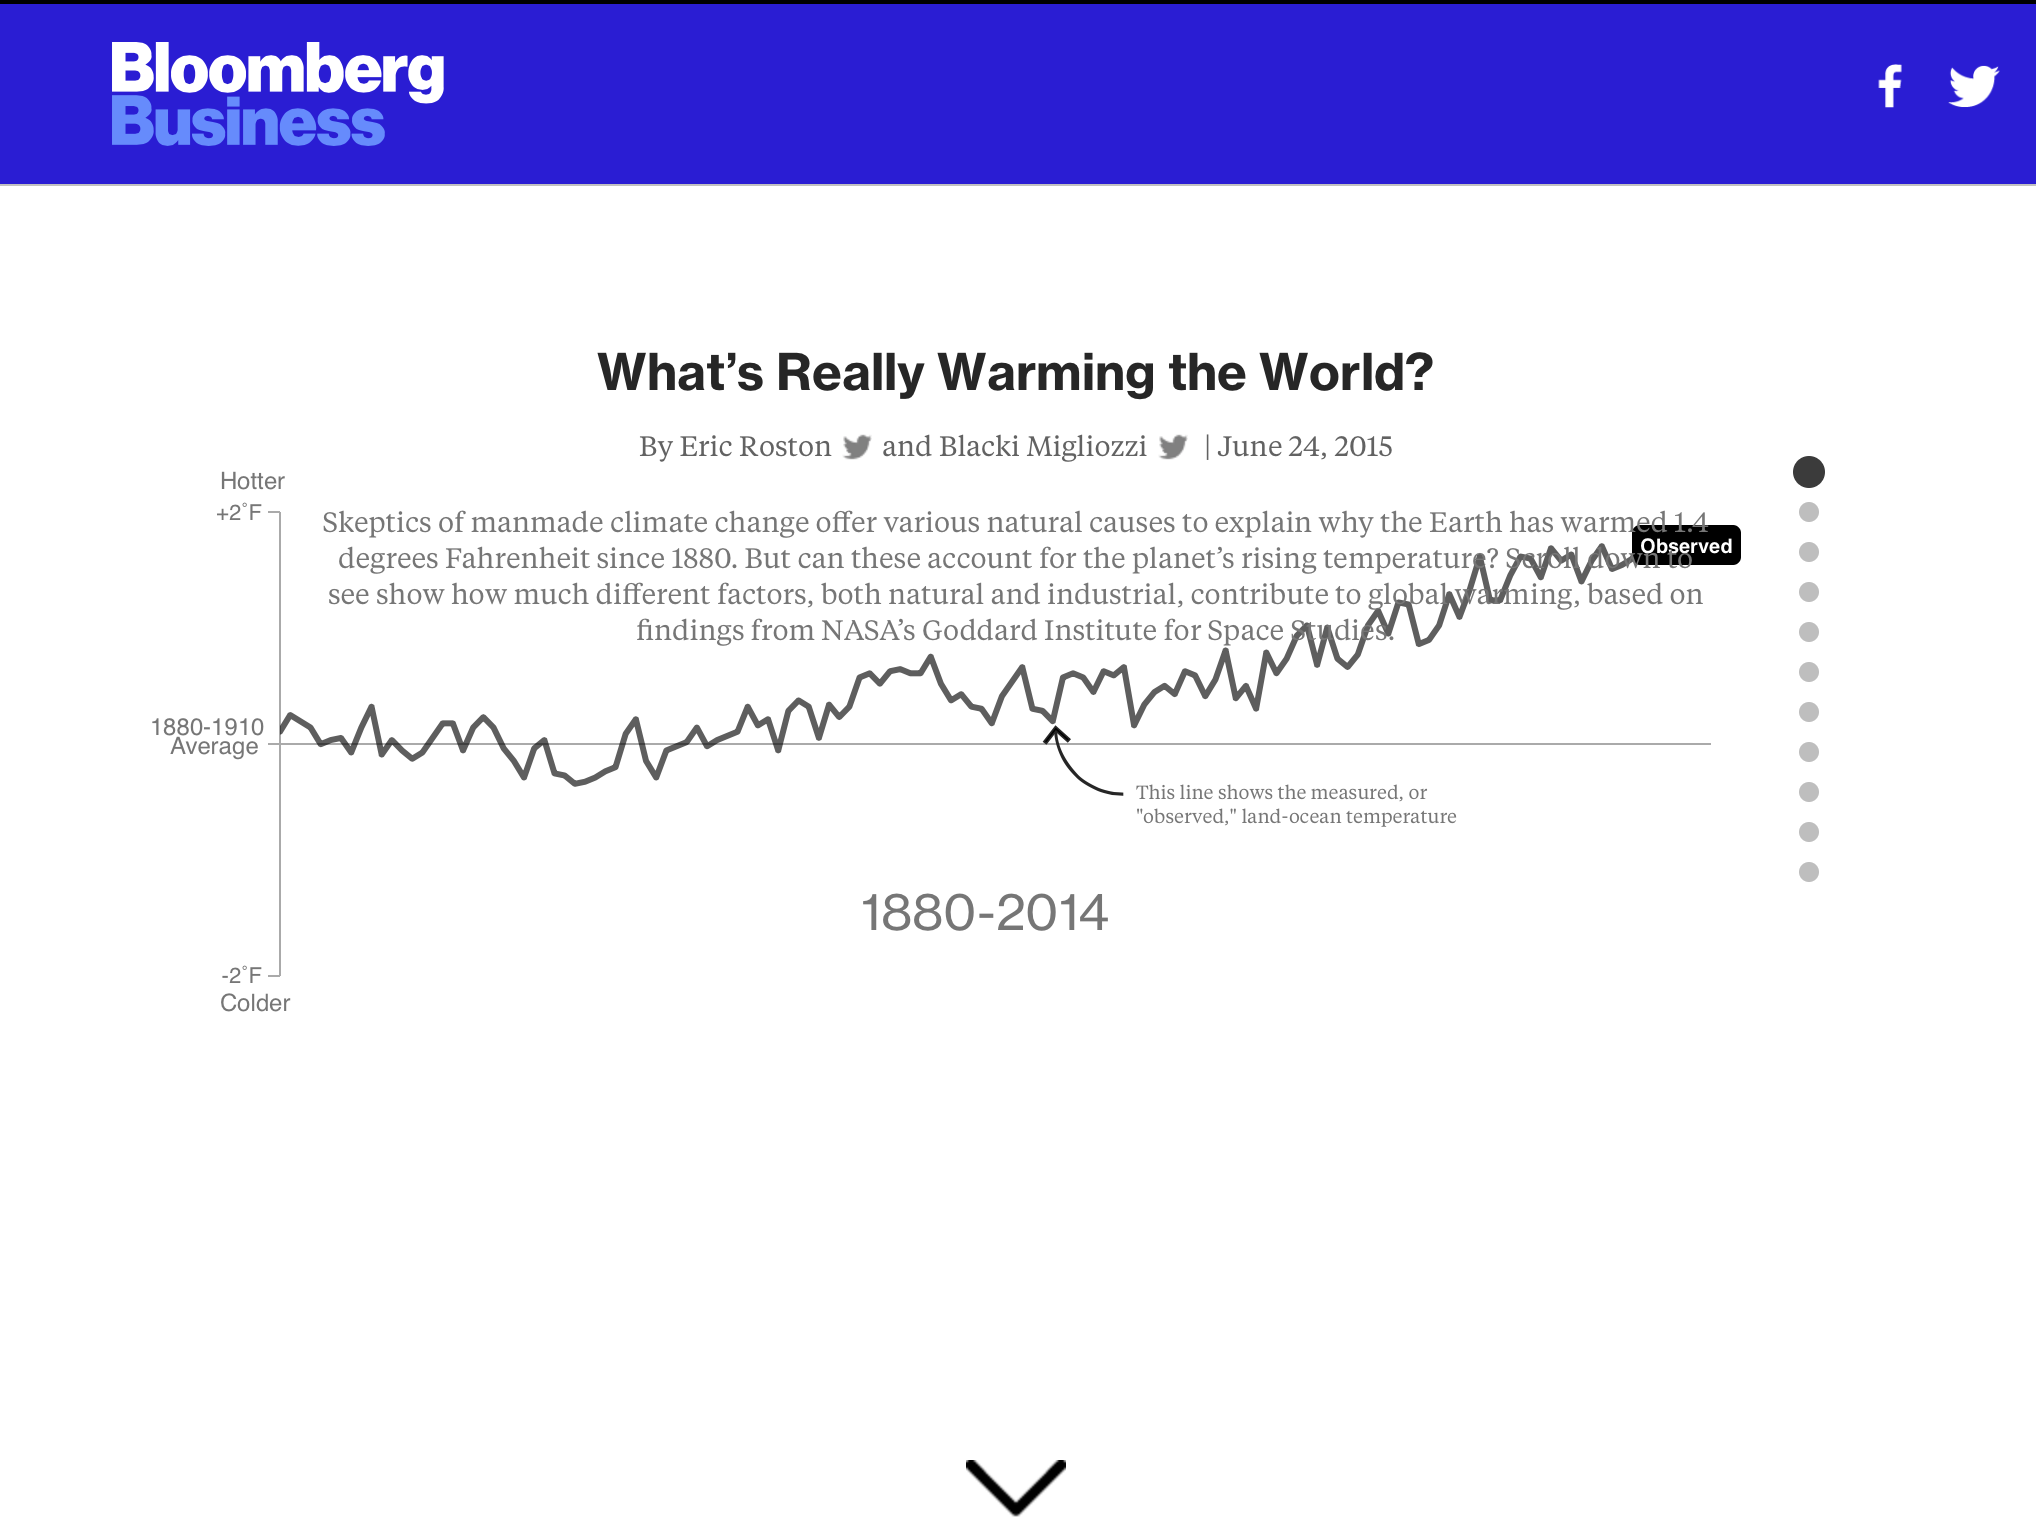 Bloomberg
Business
What’s Really Warming the World?
By Eric Roston and Blacki Migliozzi | June 24, 2015
Hotter
+2°F
Skeptics of manmade climate change offer various natural causes to explain why the Earth has warmed 1.4
degrees Fahrenheit since 1880. But can these account for the planet’s rising temperature? Scroll down to
see show how much different factors, both natural and industrial, contribute to global warming, based on
findings from NASA’s Goddard Institute for Space Studies.
Observed
1880-1910
Average
This line shows the measured, or
"observed," land-ocean temperature
1880-2014
-2°F
Colder